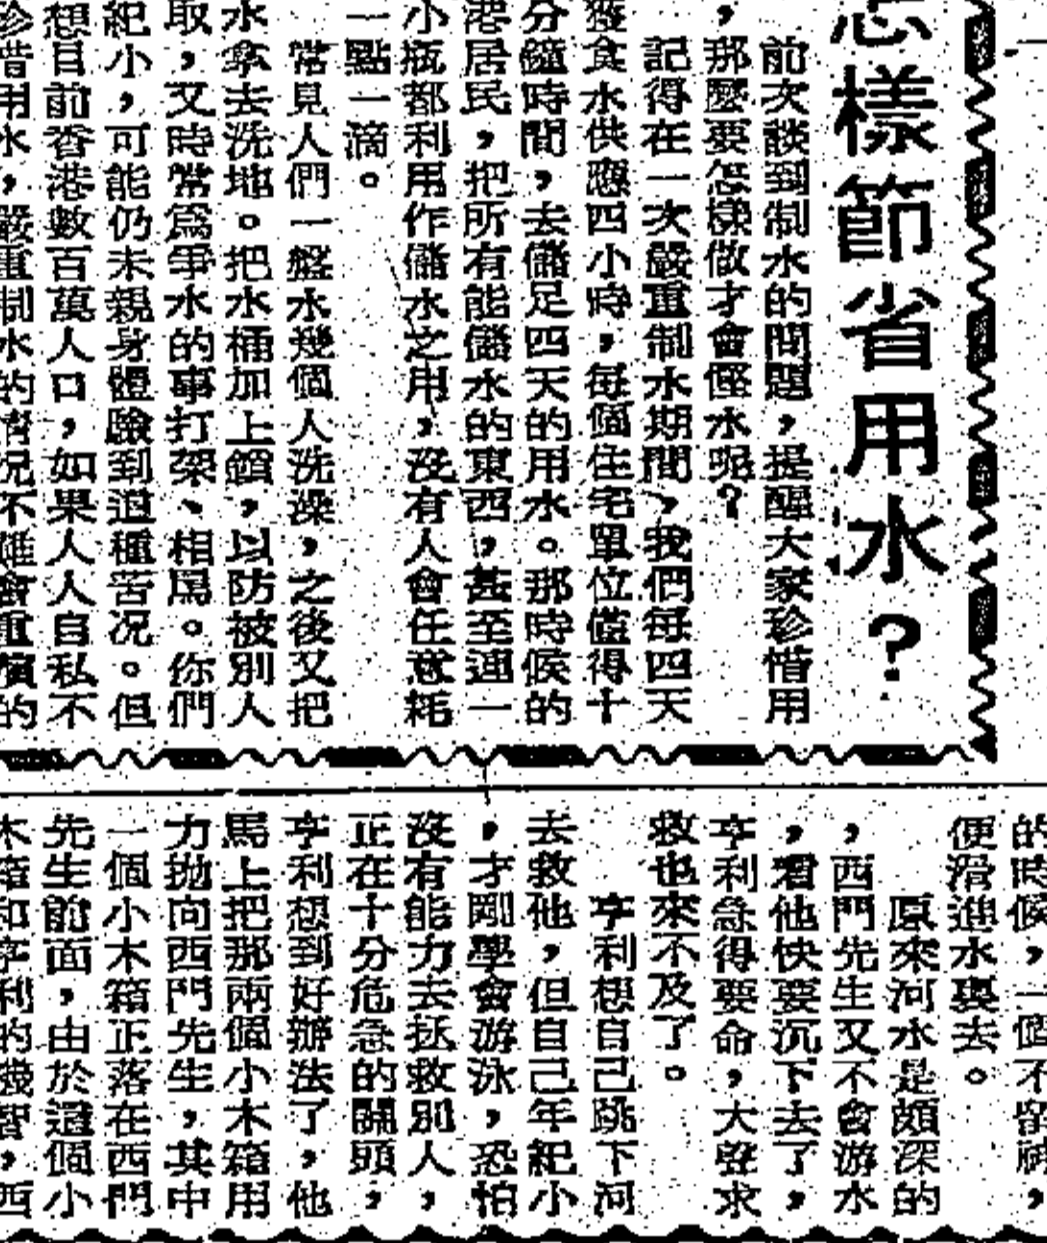 怎樣節省用水？
前次談到制水的問題，提醒大家珍惜用
，那麼要怎樣做才會慳水呢？
記得在一次嚴重制水期間，我們每四天
獲食水供應四小時，每個住宅單位僅得十
分鐘時間，去儲足四天的用水。那時候的
港居民，把所有能儲水的東西，甚至連一
小瓶都利用作儲水之用，沒有人會任意耗
一點一滴。
常見人們一盤水幾個人洗澡，之後又把
水拿去洗地。把水桶加上鎖，以防被別人
取，又時常爲爭水的事打架、相駡。你們
紀小，可能仍未親身體驗到這種苦況。但
想目前香港數百萬人口，如果人人自私不
珍惜用水，嚴重制水的情況不難會重演的
的時候，一個不留神，
便滑進水裏去。
原來河水是頗深的
，西門先生又不會游水
，看他快要沉下去了，
亨利急得要命，大聲求
救也來不及了。
亨利想自己跳下河
去救他，但自己年紀小
，才剛學會游泳，恐怕
沒有能力去拯救別人，
正在十分危急的關頭，
亨利想到好辦法了，他
馬上把那兩個小木箱用
力拋向西門先生，其中
一個小木箱正落在西門
先生前面，由於這個小
木箱和亨利的機智，西